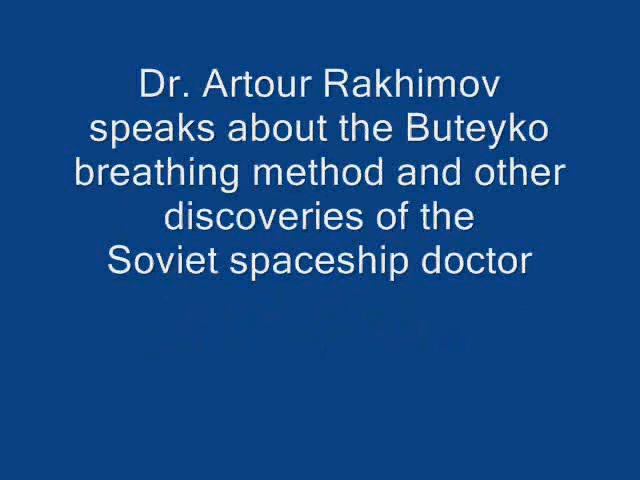 Dr. Artour Rakhimov
speaks about the Buteyko
breathing method and other
discoveries of the
Soviet spaceship doctor